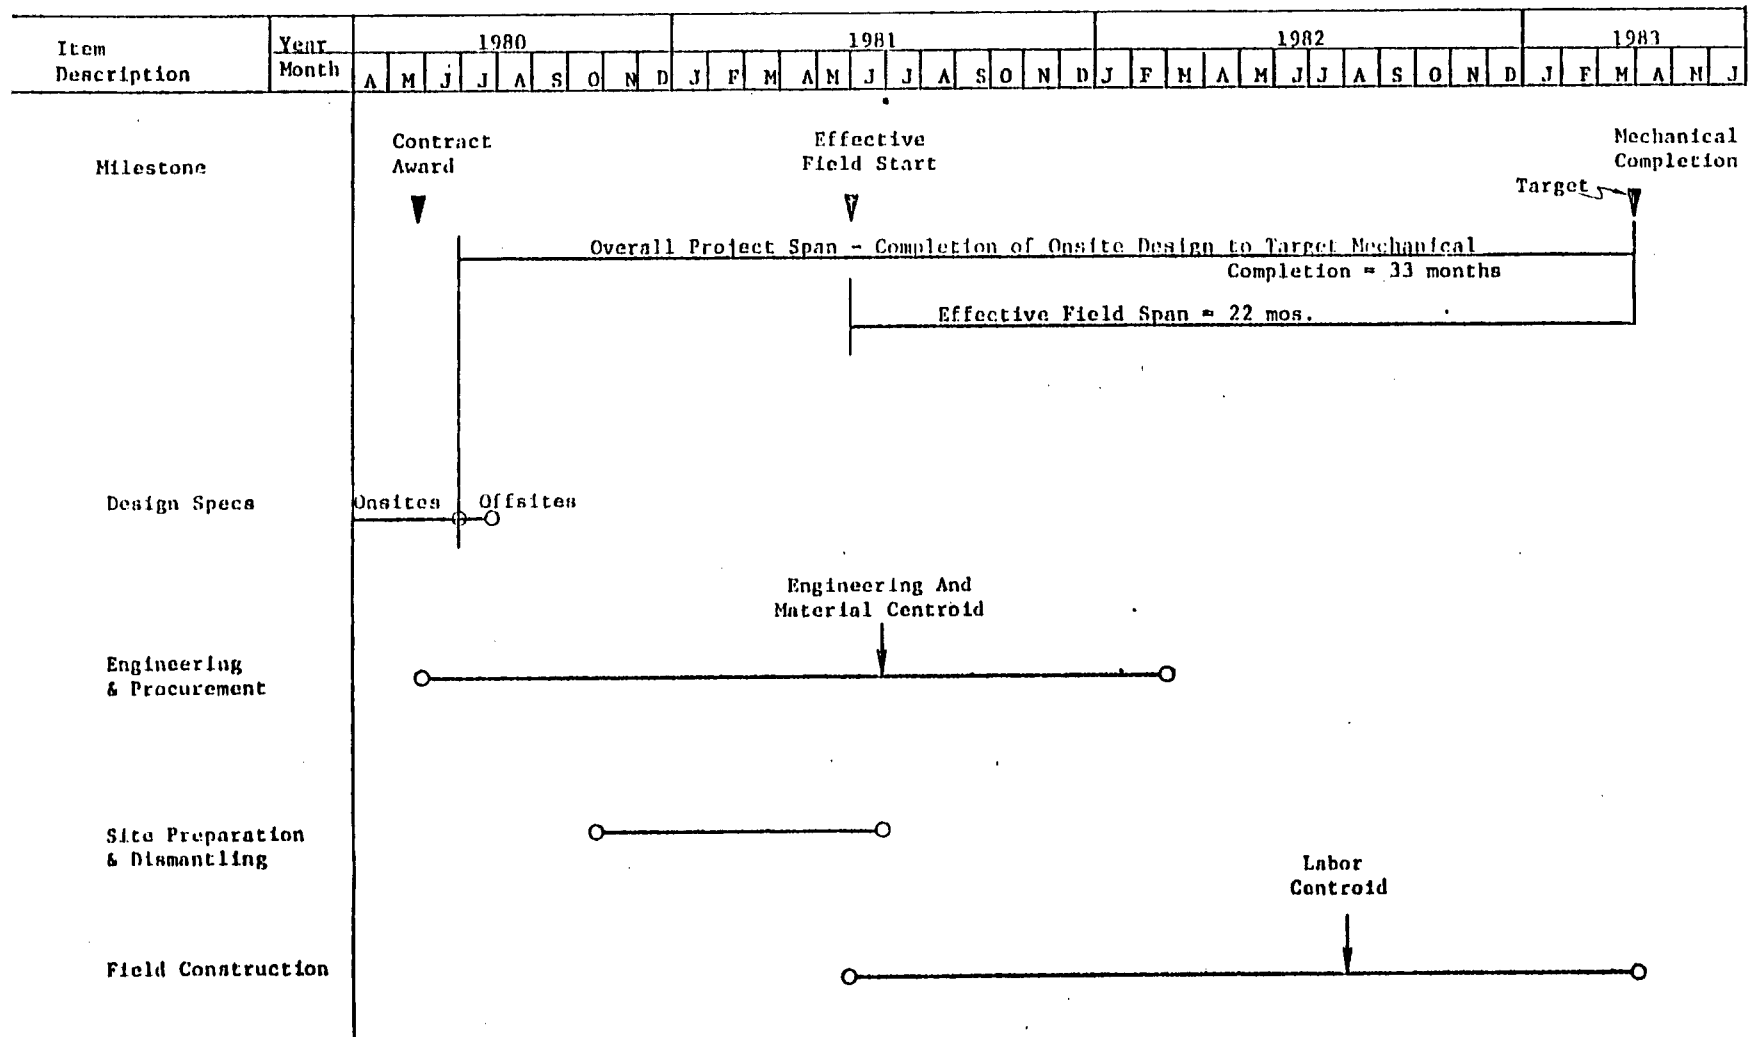 Item Description
Year
Month
1980
1981
1982
1983
A M J J A S O N D J F M A M J J A S O N D J F M A M J J A S O N D J F M A M J
Milestone
Contract
Award
Effective
Field Start
Mechanical
Completion
Target
Overall Project Span - Completion of Onsite Design to Target Mechanical
Completion = 33 months
Effective Field Span = 22 mos.
Design Specs
Onsites
Offsites
Engineering And
Material Centroid
Engineering
& Procurement
Site Preparation
& Dismantling
Labor
Centroid
Field Construction